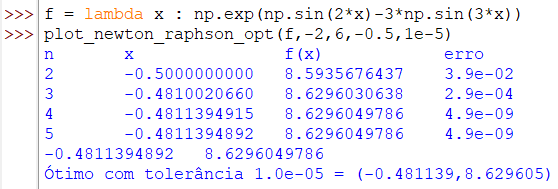 >>> f = lambda x : np.exp(np.sin(2*x)-3*np.sin(3*x))
>>> plot_newton_raphson_opt(f,-2,6,-0.5,1e-5)
n x f(x) erro
2 -0.5000000000 8.5935676437 3.9e-02
3 -0.4810020660 8.6296030638 2.9e-04
4 -0.4811394915 8.6296049786 4.9e-09
5 -0.4811394892 8.6296049786 4.9e-09
-0.4811394892 8.6296049786
Ótimo com tolerância 1.0e-05 = (-0.481139,8.629605)